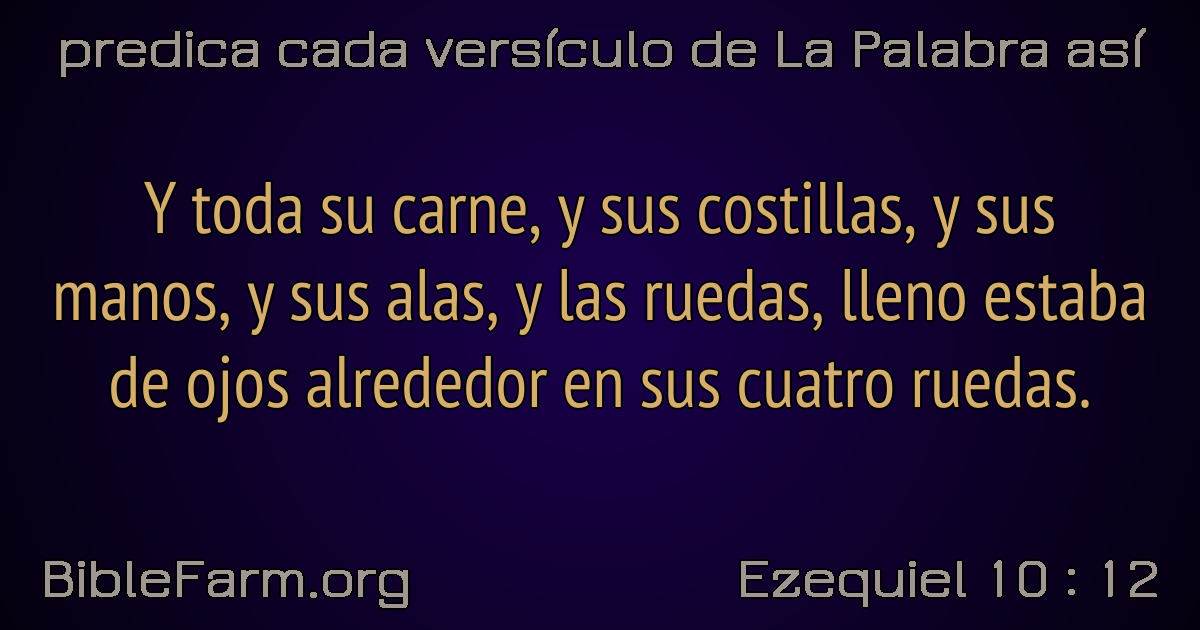 predica cada versículo de La Palabra así
Y toda su carne, y sus costillas, y sus
manos, y sus alas, y las ruedas, lleno estaba
de ojos alrededor en sus cuatro ruedas.
BibleFarm.org
Ezequiel 10 : 12